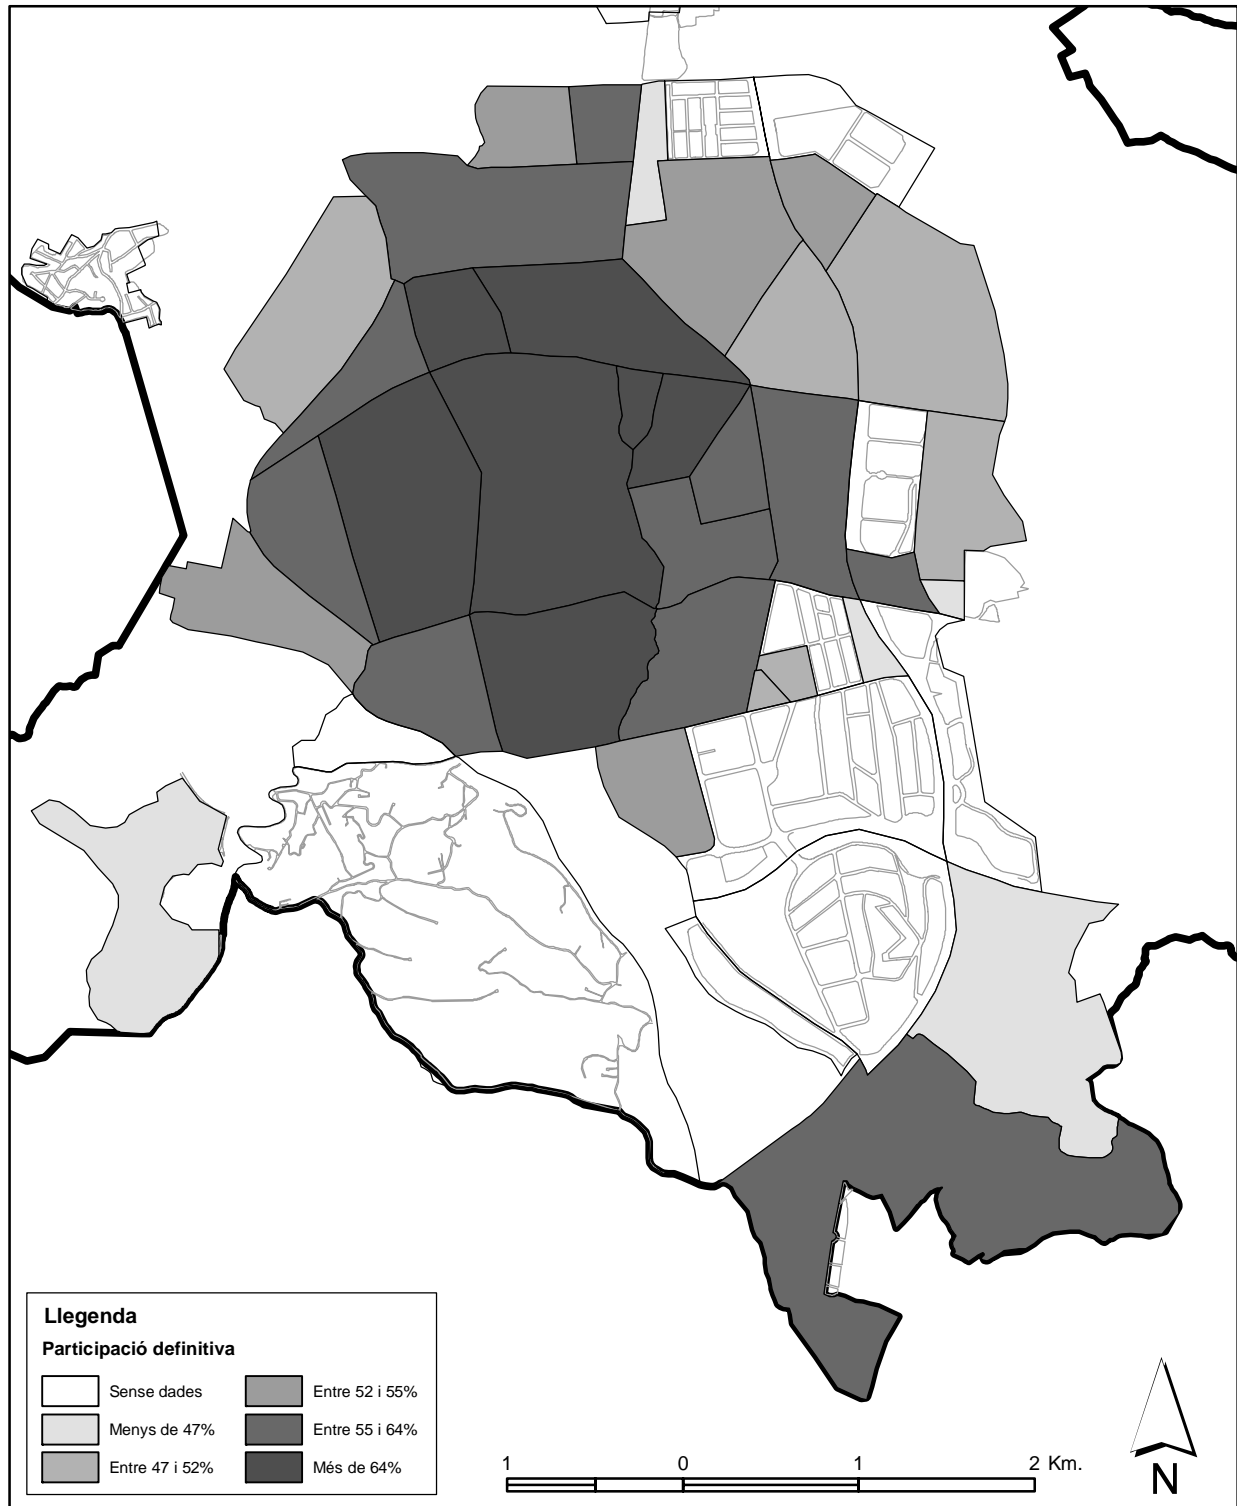 Llegenda
Participació definitiva
Sense dades
Menys de 47%
Entre 47 i 52%
Entre 52 i 55%
Entre 55 i 64%
Més de 64%
1 0 1 2 Km.
N